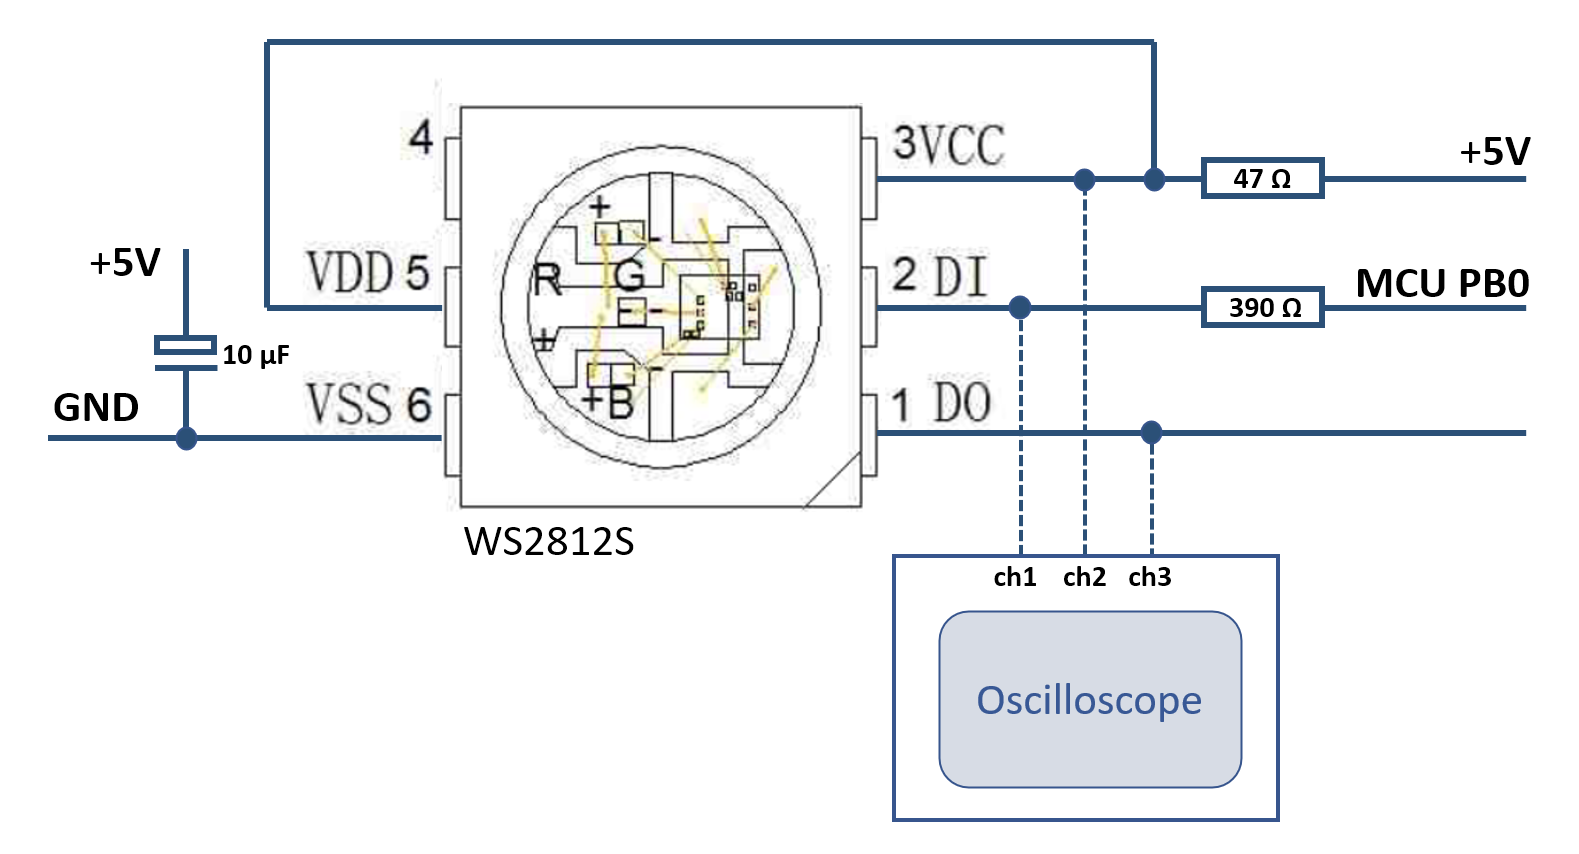 4
3VCC
47 Ω
+5V
+5V
VDD 5
2 DI
390 Ω
MCU PB0
10 µF
GND
VSS 6
1 DO
+
-
R
G
-
+
-
+B
WS2812S
ch1 ch2 ch3
Oscilloscope